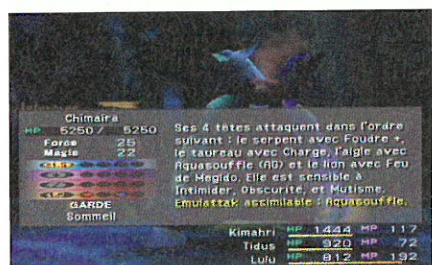 Chimaira
HP 5250 / 5250
Force 25
Magie 22
GARDE
Sommeil
Ses 4 têtes attaquent dans l'ordre
suivant : le serpent avec Foudre +,
le taureau avec Charge, l'aigle avec
Aquasouffle (AG) et le lion avec Feu
de Megido. Elle est sensible à
Intimider, Obscurité, et Mutisme.
Emulattak assimilable : Aquasouffle.
Kimahri HP 1444 MP 117
Tidus HP 920 MP 72
Lulu HP 812 MP 192